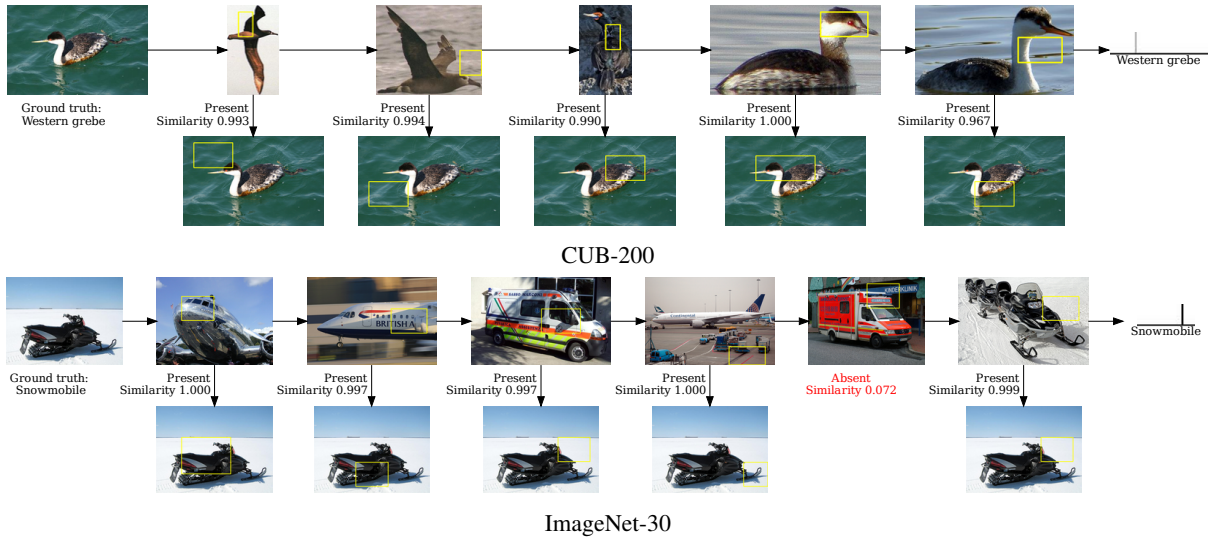 Ground truth:
Western grebe
Present
Similarity 0.993
Present
Similarity 0.994
Present
Similarity 0.990
Present
Similarity 1.000
Present
Similarity 0.967
Western grebe
CUB-200
BRITISH A
Continental
KINDERKLINIK
Ground truth:
Snowmobile
Present
Similarity 1.000
Present
Similarity 0.997
Present
Similarity 0.997
Present
Similarity 1.000
Absent
Similarity 0.072
Present
Similarity 0.999
Snowmobile
ImageNet-30